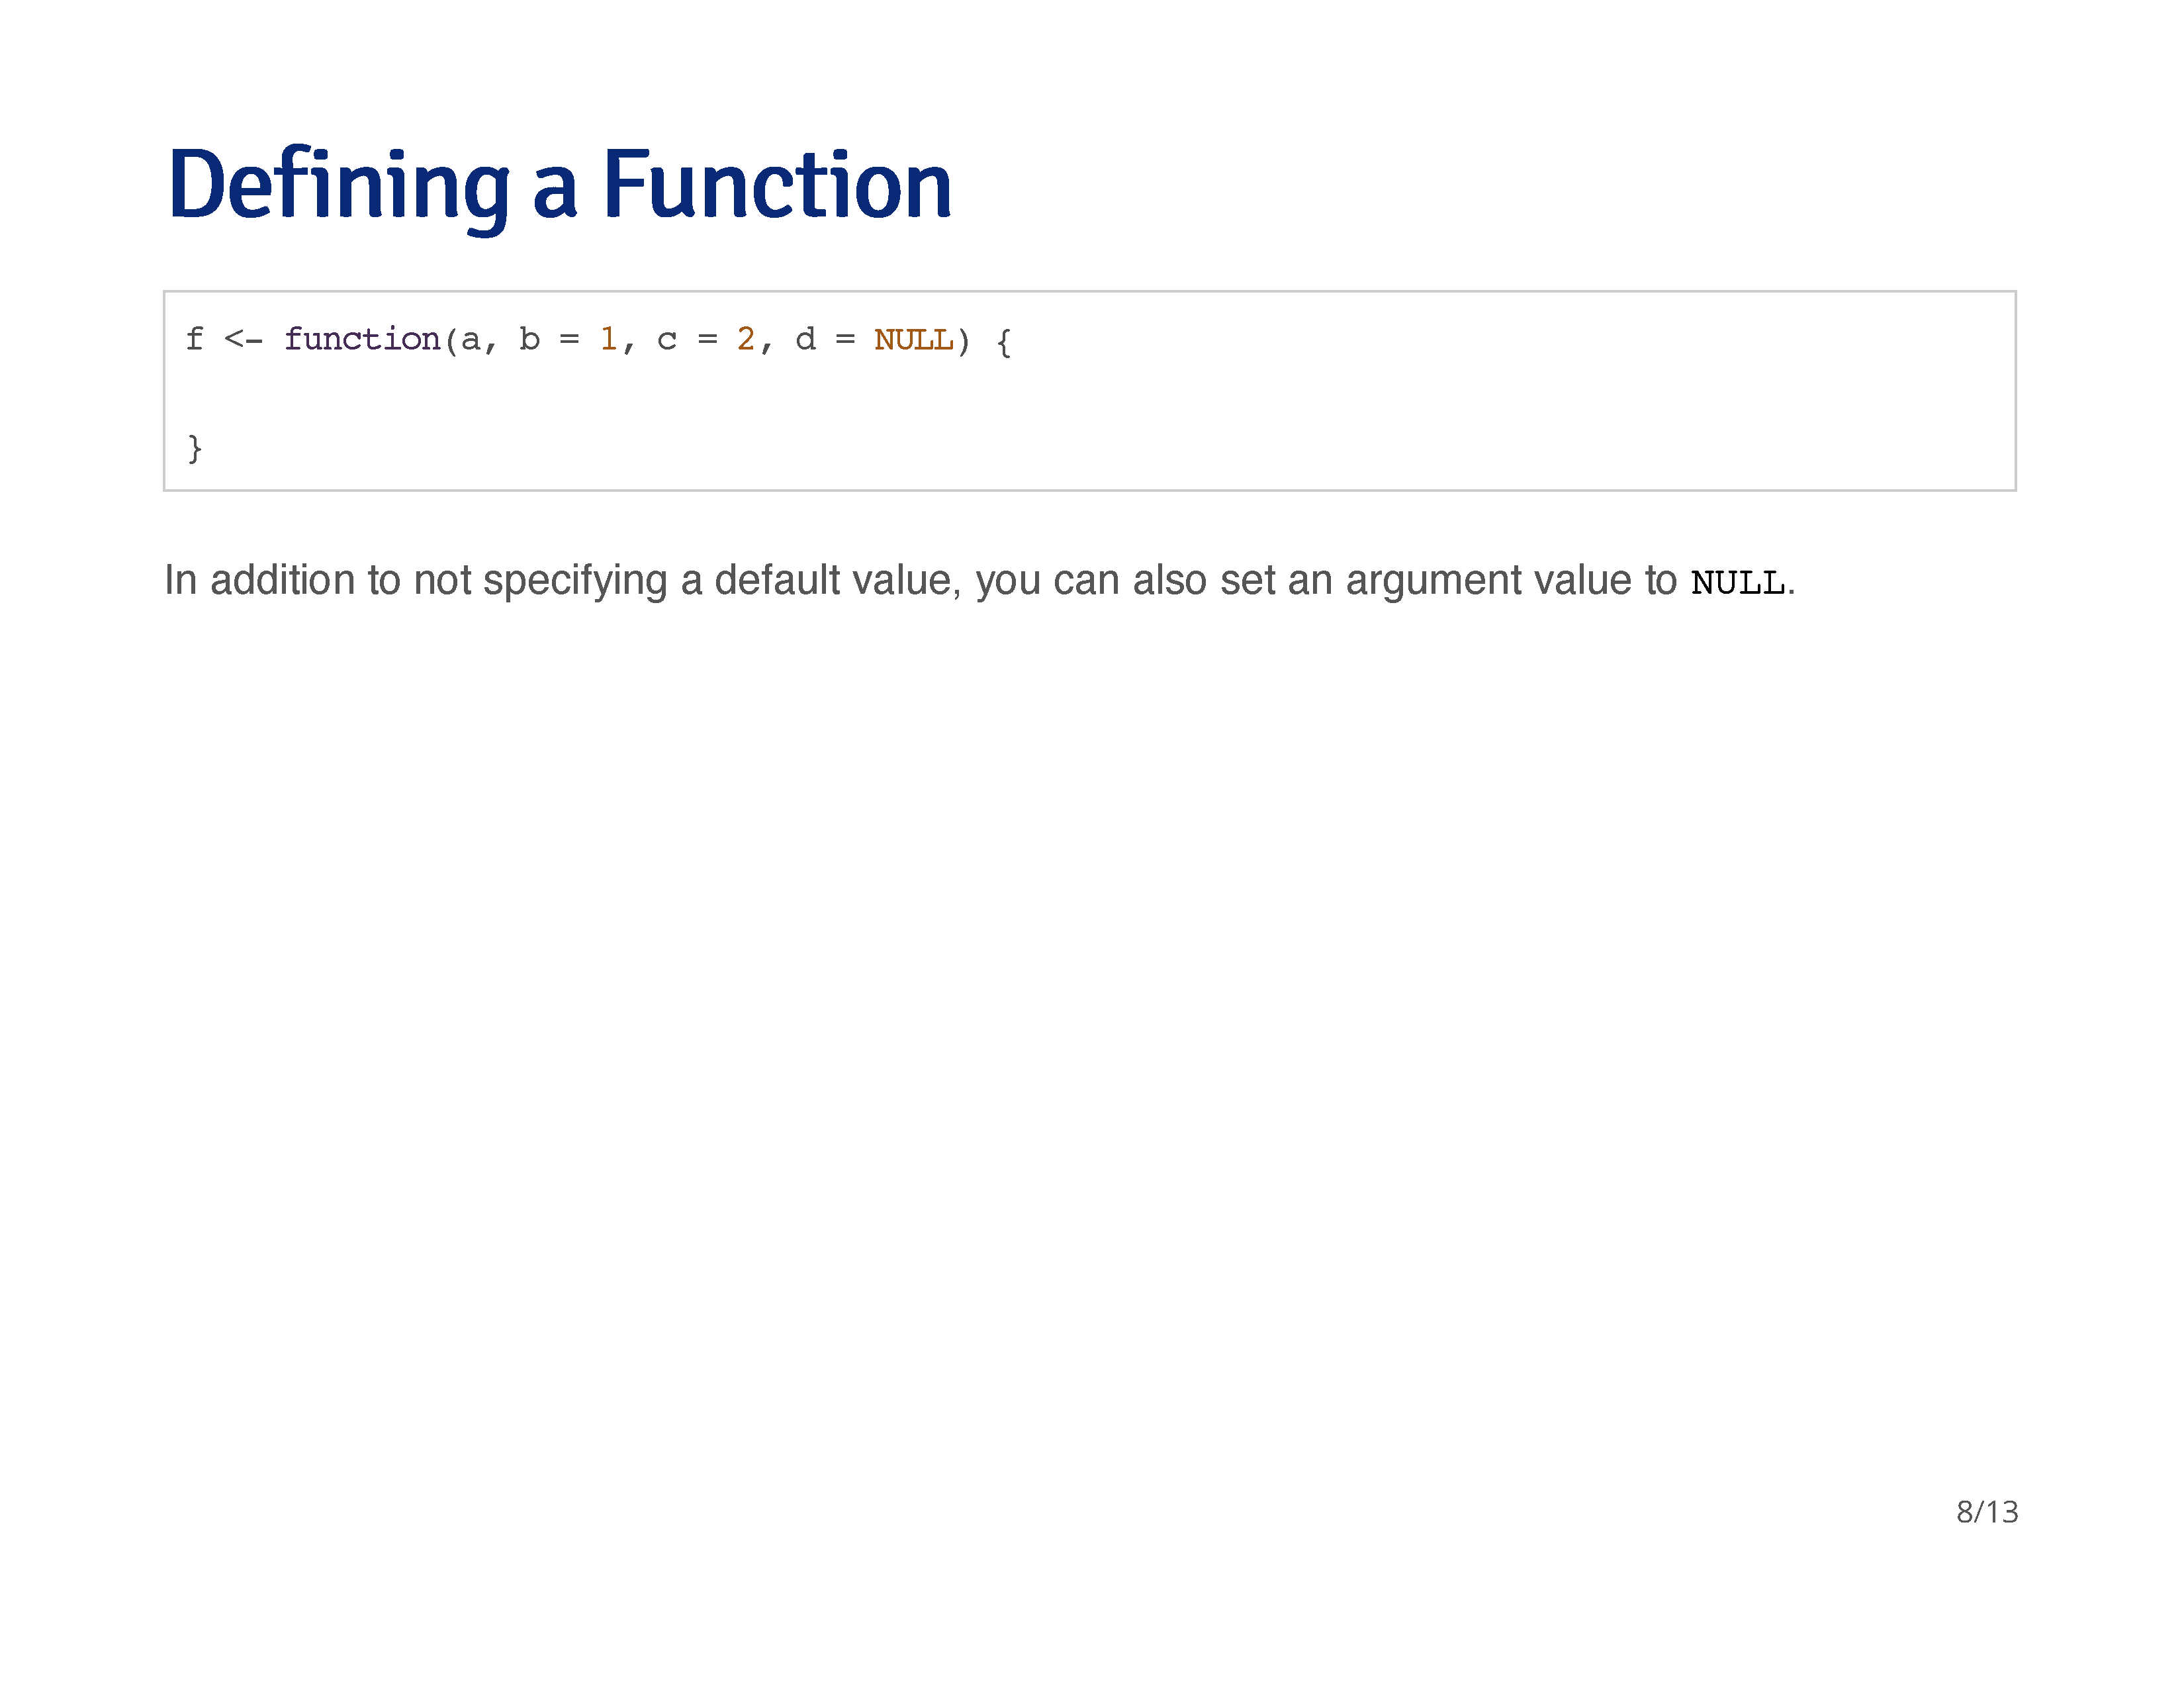 Defining a Function
f <- function(a, b = 1, c = 2, d = NULL) {
}
In addition to not specifying a default value, you can also set an argument value to NULL.
8/13